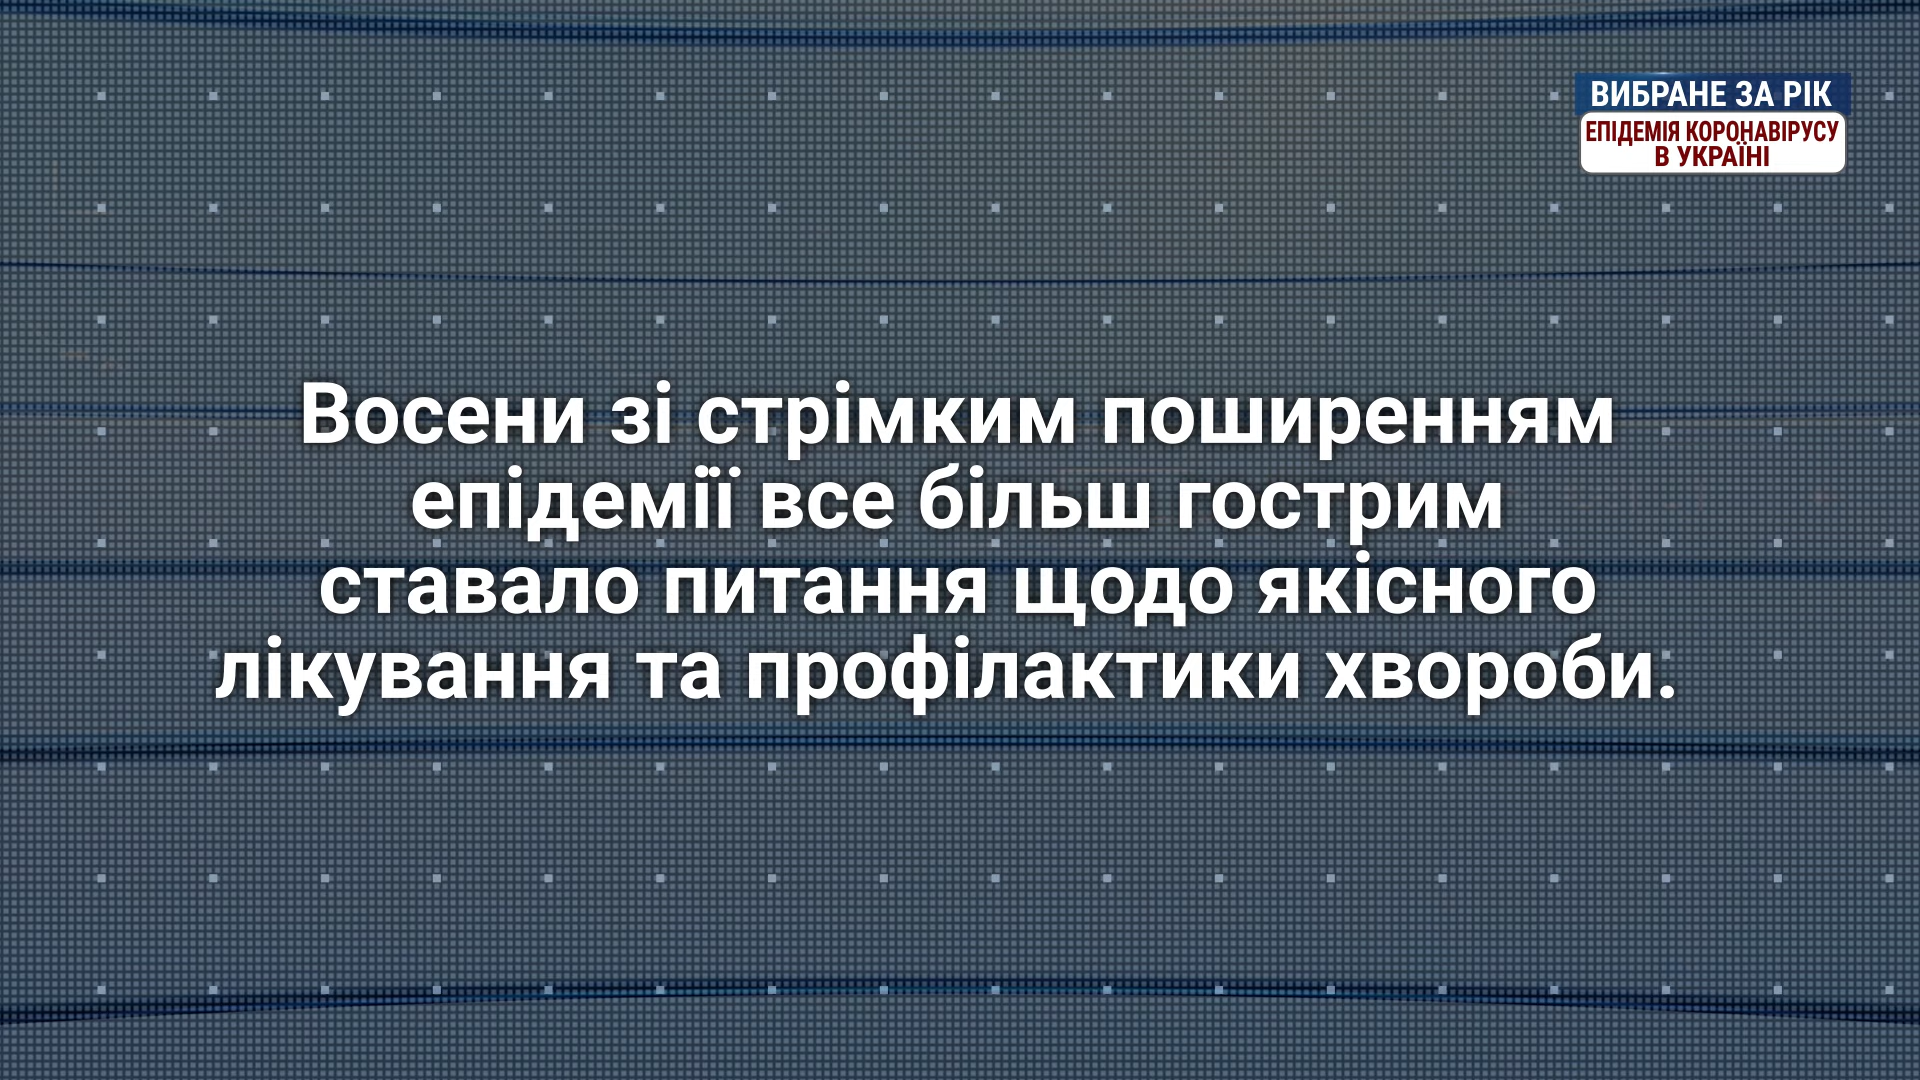 ВИБРАНЕ ЗА РІК
ЕПІДЕМІЯ КОРОНАВІРУСУ
В УКРАЇНІ
Восени зі стрімким поширенням
епідемії все більш гострим
ставало питання щодо якісного
лікування та профілактики хвороби.